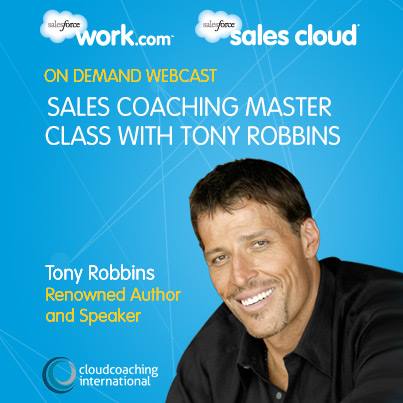 salesforce work.com™ salesforce sales cloud®
ON DEMAND WEBCAST
SALES COACHING MASTER
CLASS WITH TONY ROBBINS
Tony Robbins
Renowned Author
and Speaker
cloudcoaching
international